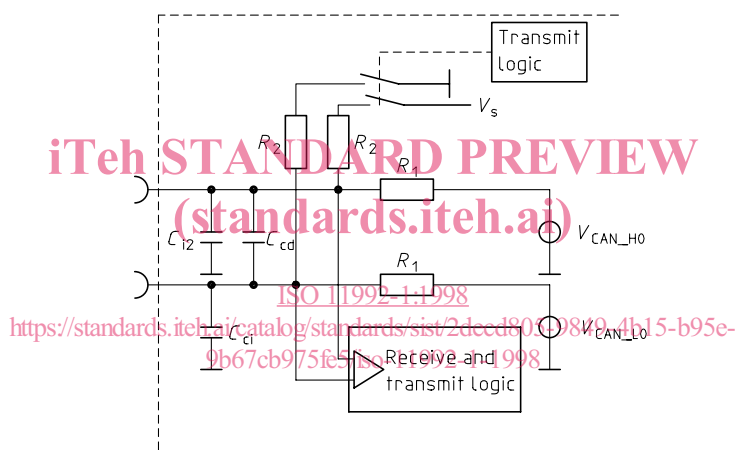 Transmit
logic
Vs
R2
R2
iTeh STANDARD PREVIEW
R1
(standards.iteh.ai)
Ci2
Ccd
VCAN_H0
R1
ISO 11992-1:1998
https://standards.iteh.ai/catalog/standards/sist/2decd805-9849-4b15-b95e-
Cci
VCAN_L0
9b67cb975fe5/iso-11992-1-1998
Receive and
transmit logic